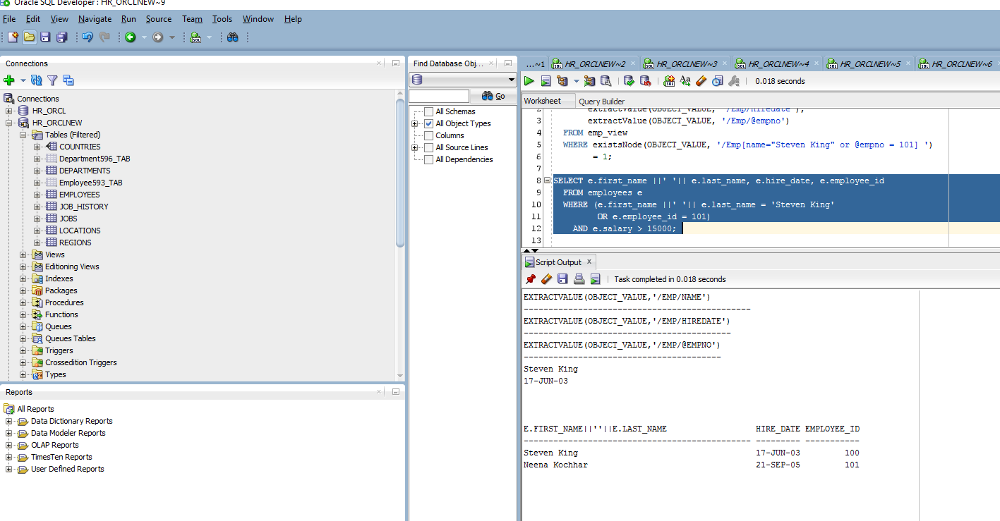 Oracle SQL Developer : HR_ORCLNEW~9
File Edit View Navigate Run Source Team Tools Window Help
Connections
Connections
HR_ORCL
HR_ORCLNEW
Tables (Filtered)
COUNTRIES
Department596_TAB
DEPARTMENTS
Employee593_TAB
EMPLOYEES
JOB_HISTORY
JOBS
LOCATIONS
REGIONS
Views
Editioning Views
Indexes
Packages
Procedures
Functions
Queues
Queues Tables
Triggers
Crossedition Triggers
Types
Reports
All Reports
Data Dictionary Reports
Data Modeler Reports
OLAP Reports
TimesTen Reports
User Defined Reports
Find Database Obj...
Go
All Schemas
All Object Types
Columns
All Source Lines
All Dependencies
...~1 HR_ORCLNEW~2 HR_ORCLNEW~3 HR_ORCLNEW~4 HR_ORCLNEW~5 HR_ORCLNEW~6
0.018 seconds
Worksheet Query Builder
2 extractValue(OBJECT_VALUE, '/Emp/hiredate'),
3 extractValue(OBJECT_VALUE, '/Emp/@empno')
4 FROM emp_view
5 WHERE existsNode(OBJECT_VALUE, '/Emp[name="Steven King" or @empno = 101] ')
6 = 1;
7
8 SELECT e.first_name ||' '|| e.last_name, e.hire_date, e.employee_id
9 FROM employees e
10 WHERE (e.first_name ||' '|| e.last_name = 'Steven King'
11 OR e.employee_id = 101)
12 AND e.salary > 15000;
13
Script Output x
Task completed in 0.018 seconds
EXTRACTVALUE(OBJECT_VALUE,'/EMP/NAME')
----------------------------------------------
EXTRACTVALUE(OBJECT_VALUE,'/EMP/HIREDATE')
------------------------------------------
EXTRACTVALUE(OBJECT_VALUE,'/EMP/@EMPNO')
----------------------------------------
Steven King
17-JUN-03
E.FIRST_NAME||''||E.LAST_NAME HIRE_DATE EMPLOYEE_ID
---------------------------------------------- --------- -----------
Steven King 17-JUN-03 100
Neena Kochhar 21-SEP-05 101